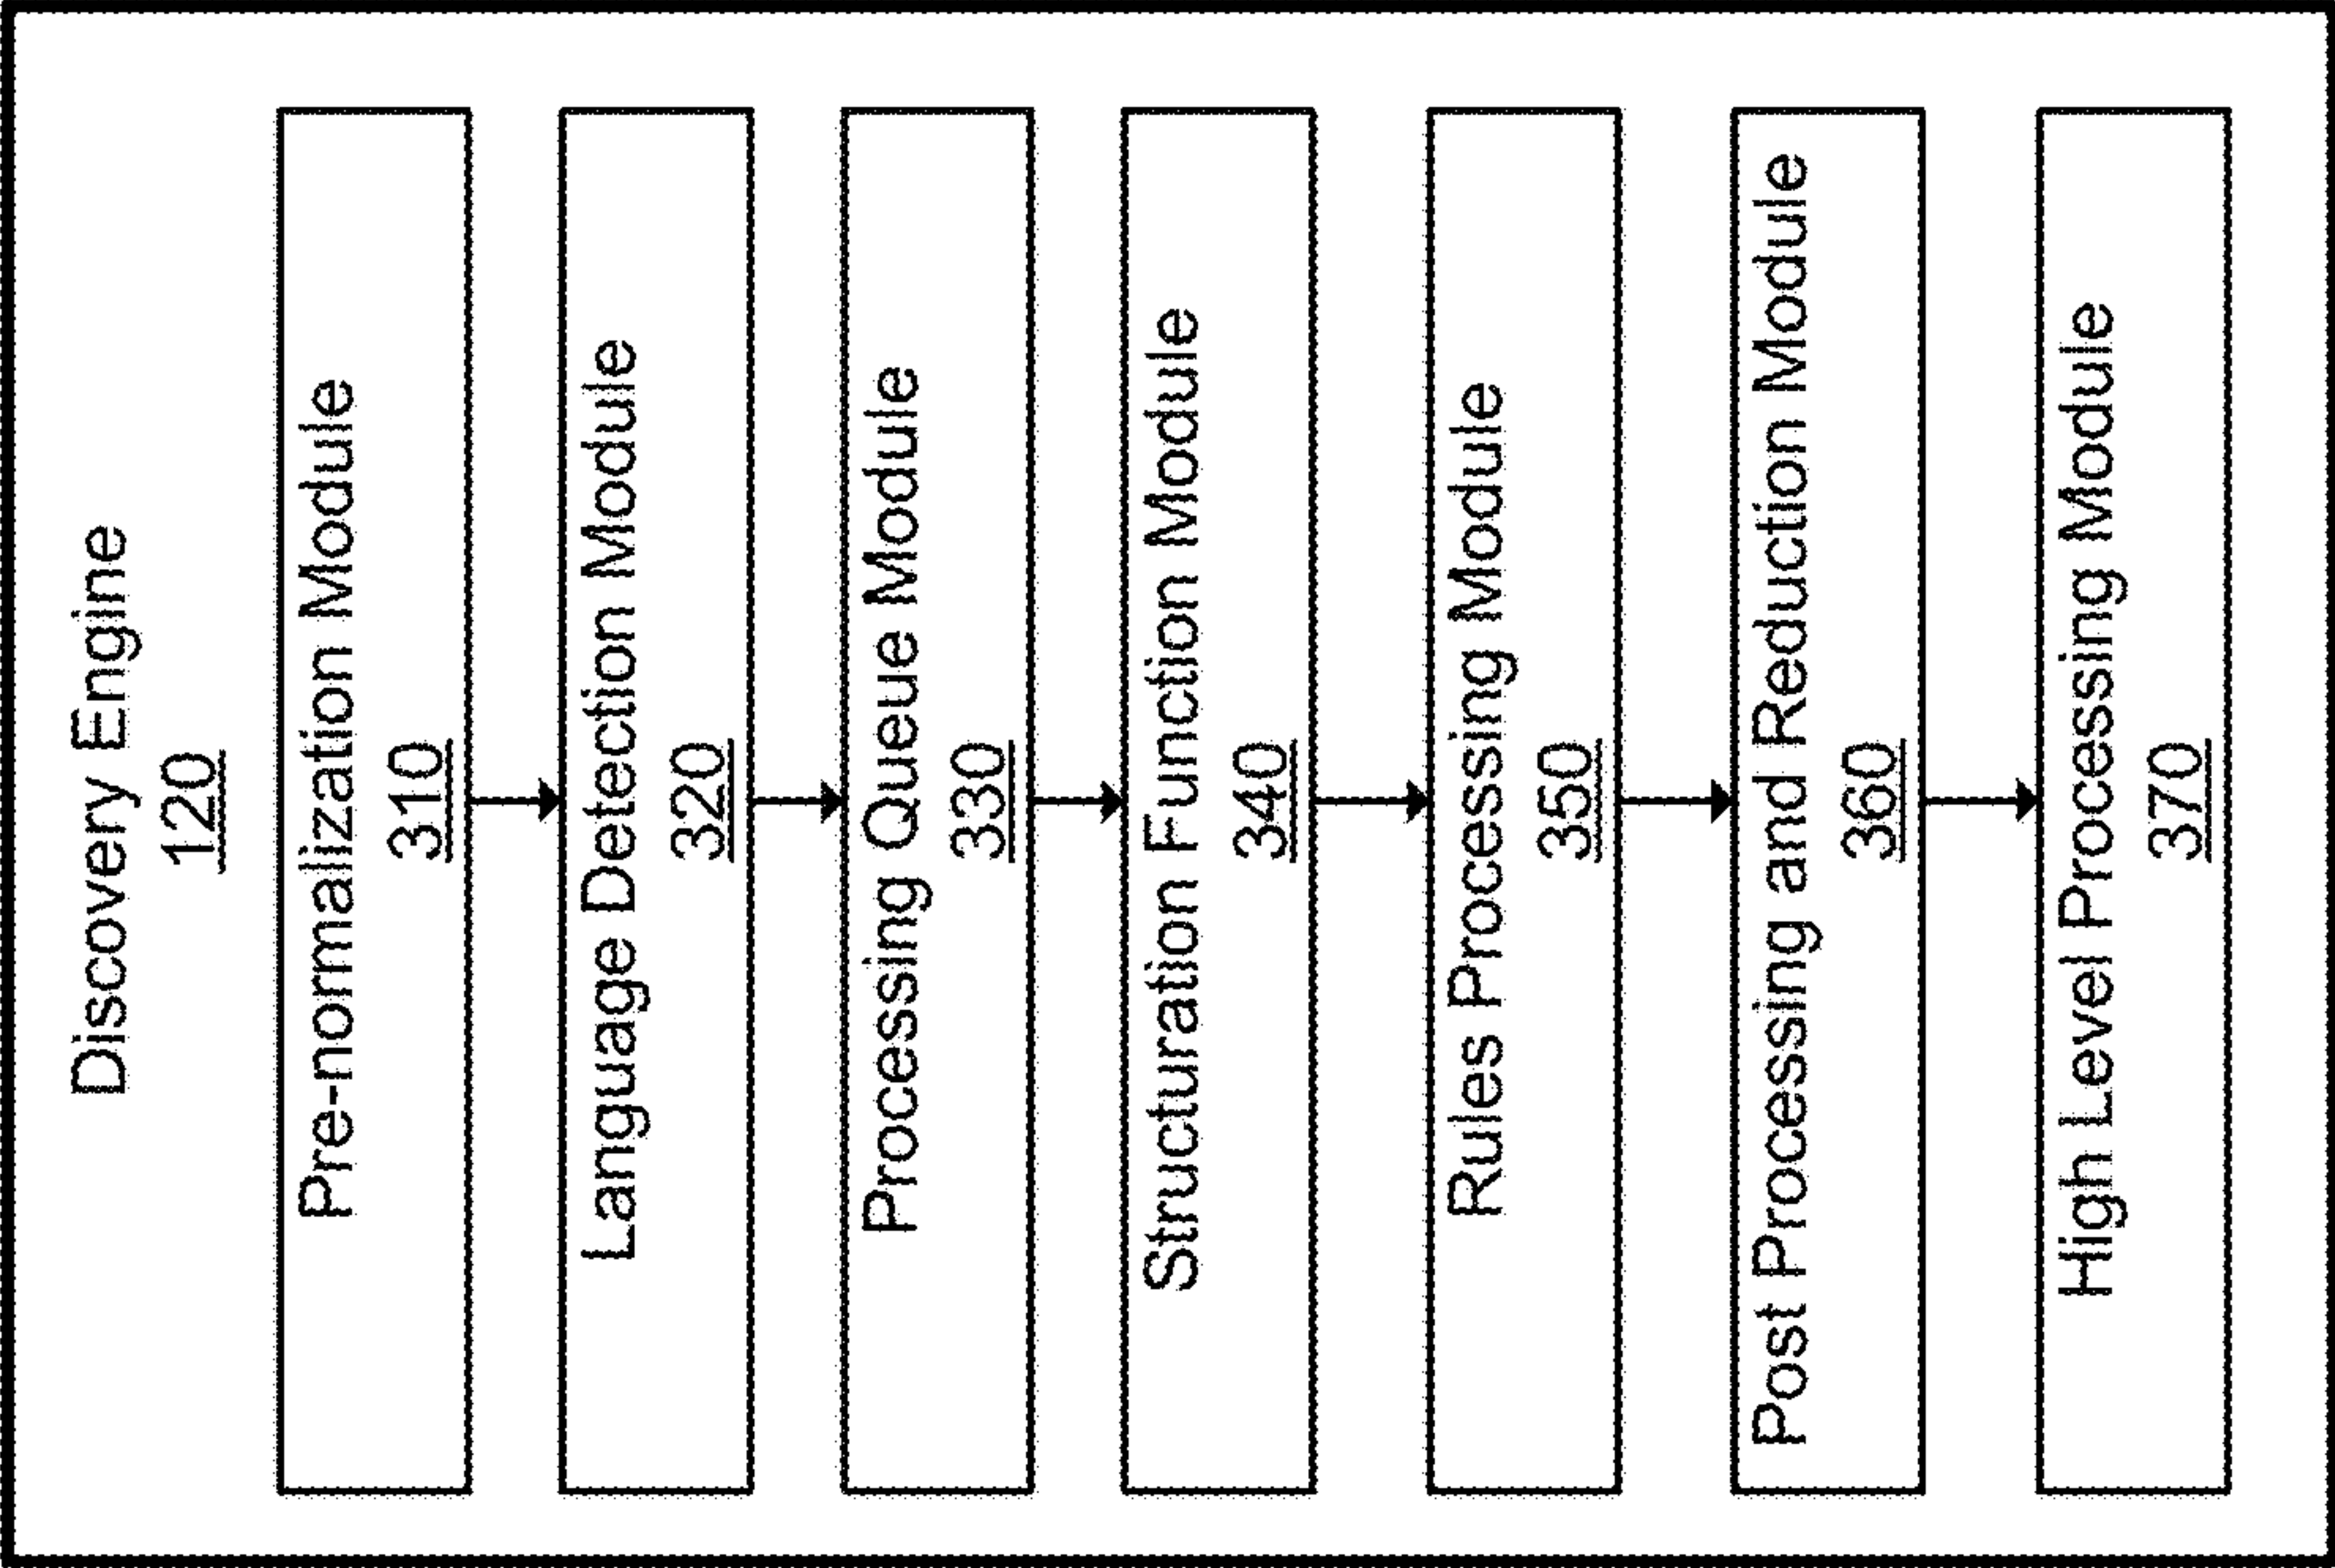 Discovery Engine
120
Pre-normalization Module
310
Language Detection Module
320
Processing Queue Module
330
Structuration Function Module
340
Rules Processing Module
350
Post Processing and Reduction Module
360
High Level Processing Module
370